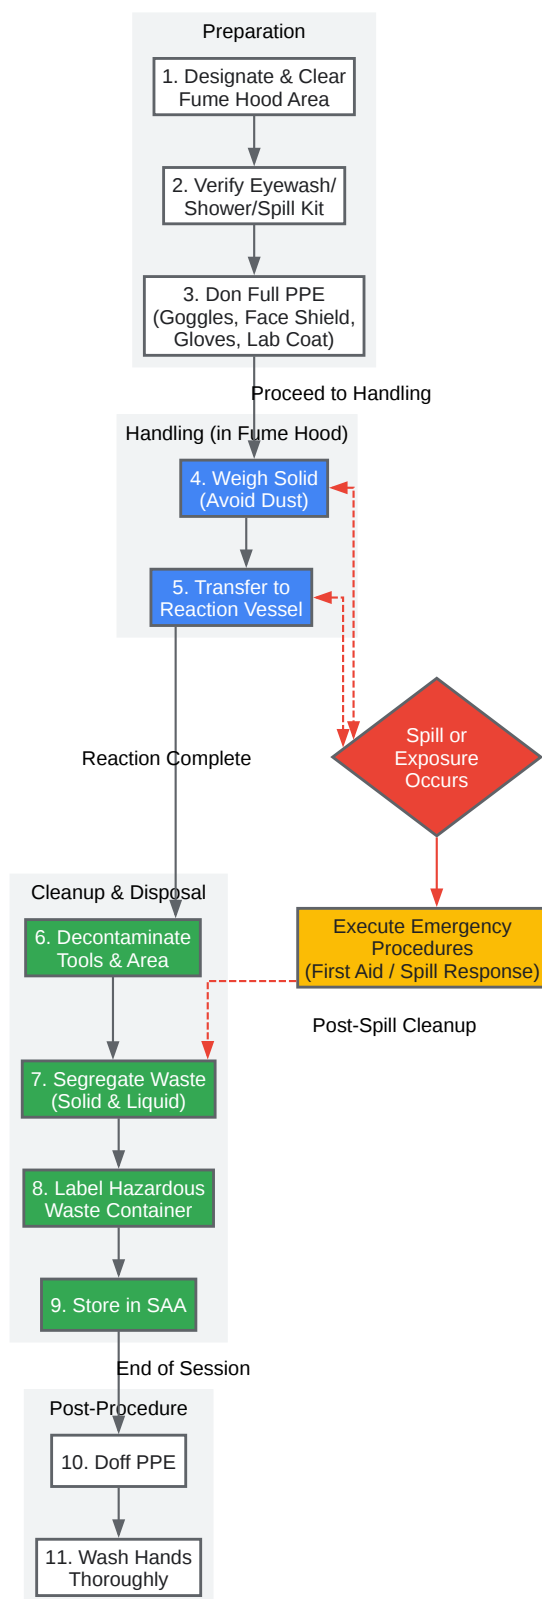 Preparation
1. Designate & Clear
Fume Hood Area
2. Verify Eyewash/
Shower/Spill Kit
3. Don Full PPE
(Goggles, Face Shield,
Gloves, Lab Coat)
Proceed to Handling
Handling (in Fume Hood)
4. Weigh Solid
(Avoid Dust)
5. Transfer to
Reaction Vessel
Spill or
Exposure
Occurs
Reaction Complete
Cleanup & Disposal
6. Decontaminate
Tools & Area
Execute Emergency
Procedures
(First Aid / Spill Response)
Post-Spill Cleanup
7. Segregate Waste
(Solid & Liquid)
8. Label Hazardous
Waste Container
9. Store in SAA
End of Session
Post-Procedure
10. Doff PPE
11. Wash Hands
Thoroughly